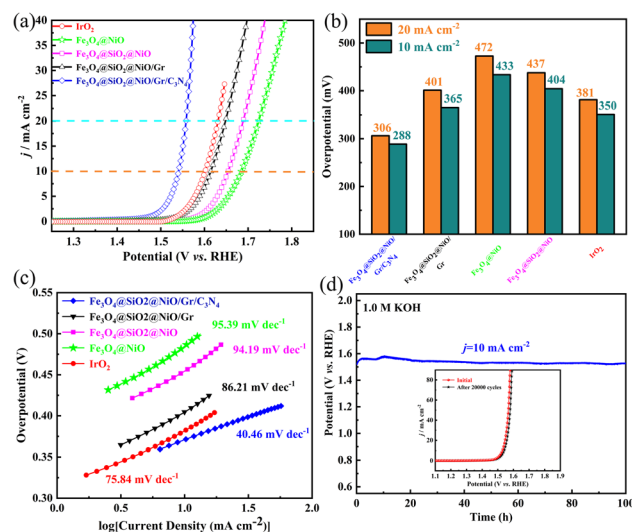 40
35
30
25
20
15
10
5
0
j / mA cm-2
IrO2
Fe3O4@NiO
Fe3O4@SiO2@NiO
Fe3O4@SiO2@NiO/Gr
Fe3O4@SiO2@NiO/Gr/C3N4
(a)
1.3 1.4 1.5 1.6 1.7 1.8
Potential (V vs. RHE)
600
500
400
300
200
100
Overpotential (mV)
20 mA cm-2
10 mA cm-2
(b)
306 288
401 365
472 433
437 404
381 350
Fe3O4@SiO2@NiO/
Gr/C3N4
Fe3O4@SiO2@NiO/
Gr
Fe3O4@NiO
Fe3O4@SiO2@NiO
IrO2
(c)
0.55
0.50
0.45
0.40
0.35
0.30
Overpotential (V)
Fe3O4@SiO2@NiO/Gr/C3N4
Fe3O4@SiO2@NiO/Gr
Fe3O4@SiO2@NiO
Fe3O4@NiO
IrO2
95.39 mV dec-1
94.19 mV dec-1
86.21 mV dec-1
40.46 mV dec-1
75.84 mV dec-1
0.0 0.5 1.0 1.5 2.0
log[Current Density (mA cm-2)]
(d)
2.0
1.8
1.6
1.4
1.2
1.0
0.8
0.6
Potential (V vs. RHE)
1.0 M KOH
j=10 mA cm-2
Initial
After 20000 cycles
80
60
40
20
0
j / mA cm-2
1.1 1.2 1.3 1.4 1.5 1.6 1.7 1.8 1.9
Potential (V vs. RHE)
0 20 40 60 80 100
Time (h)